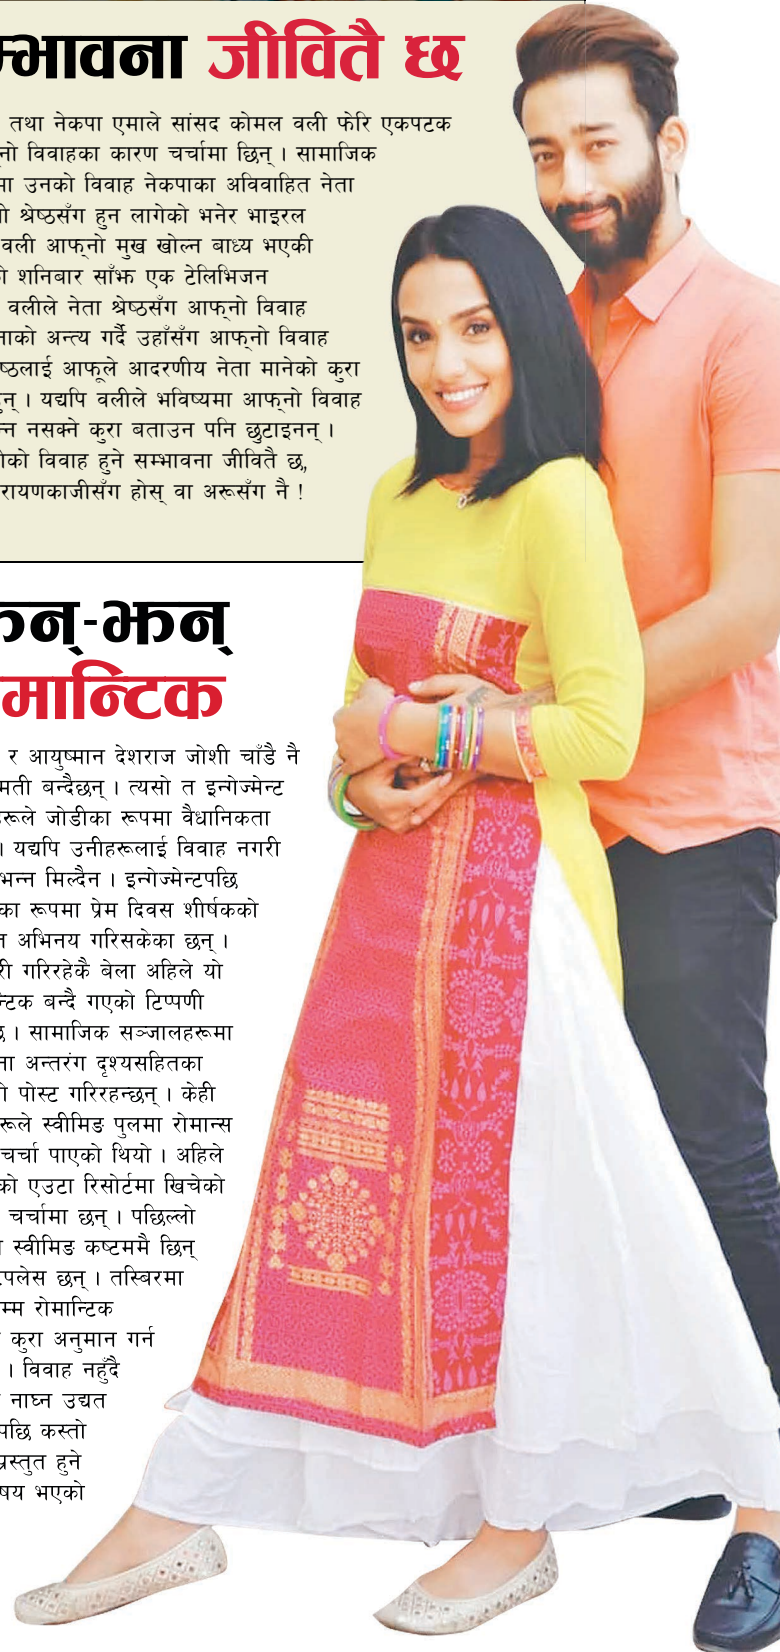 म्भावना जीवितै छ
तथा नेकपा एमाले सांसद कोमल वली फेरि एकपटक
नो विवाहका कारण चर्चामा छिन् । सामाजिक
मा उनको विवाह नेकपाका अविवाहित नेता
श्रेष्ठसँग हुन लागेको भनेर भाइरल
वली आफ्नो मुख खोल्न बाध्य भएकी
शनिबार साँझ एक टेलिभिजन
वलीले नेता श्रेष्ठसँग आफ्नो विवाह
नाको अन्त्य गर्दै उहाँसँग आफ्नो विवाह
ष्ठलाई आफूले आदरणीय नेता मानेको कुरा
न् । यद्यपि वलीले भविष्यमा आफ्नो विवाह
न्न नसक्ने कुरा बताउन पनि छुटाइनन् ।
को विवाह हुने सम्भावना जीवितै छ,
रायणकाजीसँग होस् वा अरूसँग नै !
झन्-झन्
मान्टिक
र आयुष्मान देशराज जोशी चाँडै नै
मती बन्दैछन् । त्यसो त इन्गेज्मेन्ट
रूले जोडीका रूपमा वैधानिकता
। यद्यपि उनीहरूलाई विवाह नगरी
भन्न मिल्दैन । इन्गेज्मेन्टपछि
का रूपमा प्रेम दिवस शीर्षकको
अभिनय गरिसकेका छन् ।
री गरिरहेकै बेला अहिले यो
न्टिक बन्दै गएको टिप्पणी
छ । सामाजिक सञ्जालहरूमा
ना अन्तरंग दृश्यसहितका
पोस्ट गरिरहन्छन् । केही
रूले स्वीमिङ पुलमा रोमान्स
चर्चा पाएको थियो । अहिले
को एउटा रिसोर्टमा खिचेको
चर्चामा छन् । पछिल्लो
स्वीमिङ कष्टममै छिन्
पलेस छन् । तस्बिरमा
म्म रोमान्टिक
कुरा अनुमान गर्न
। विवाह नहुँदै
नाघ्न उद्यत
पछि कस्तो
प्रस्तुत हुने
षय भएको